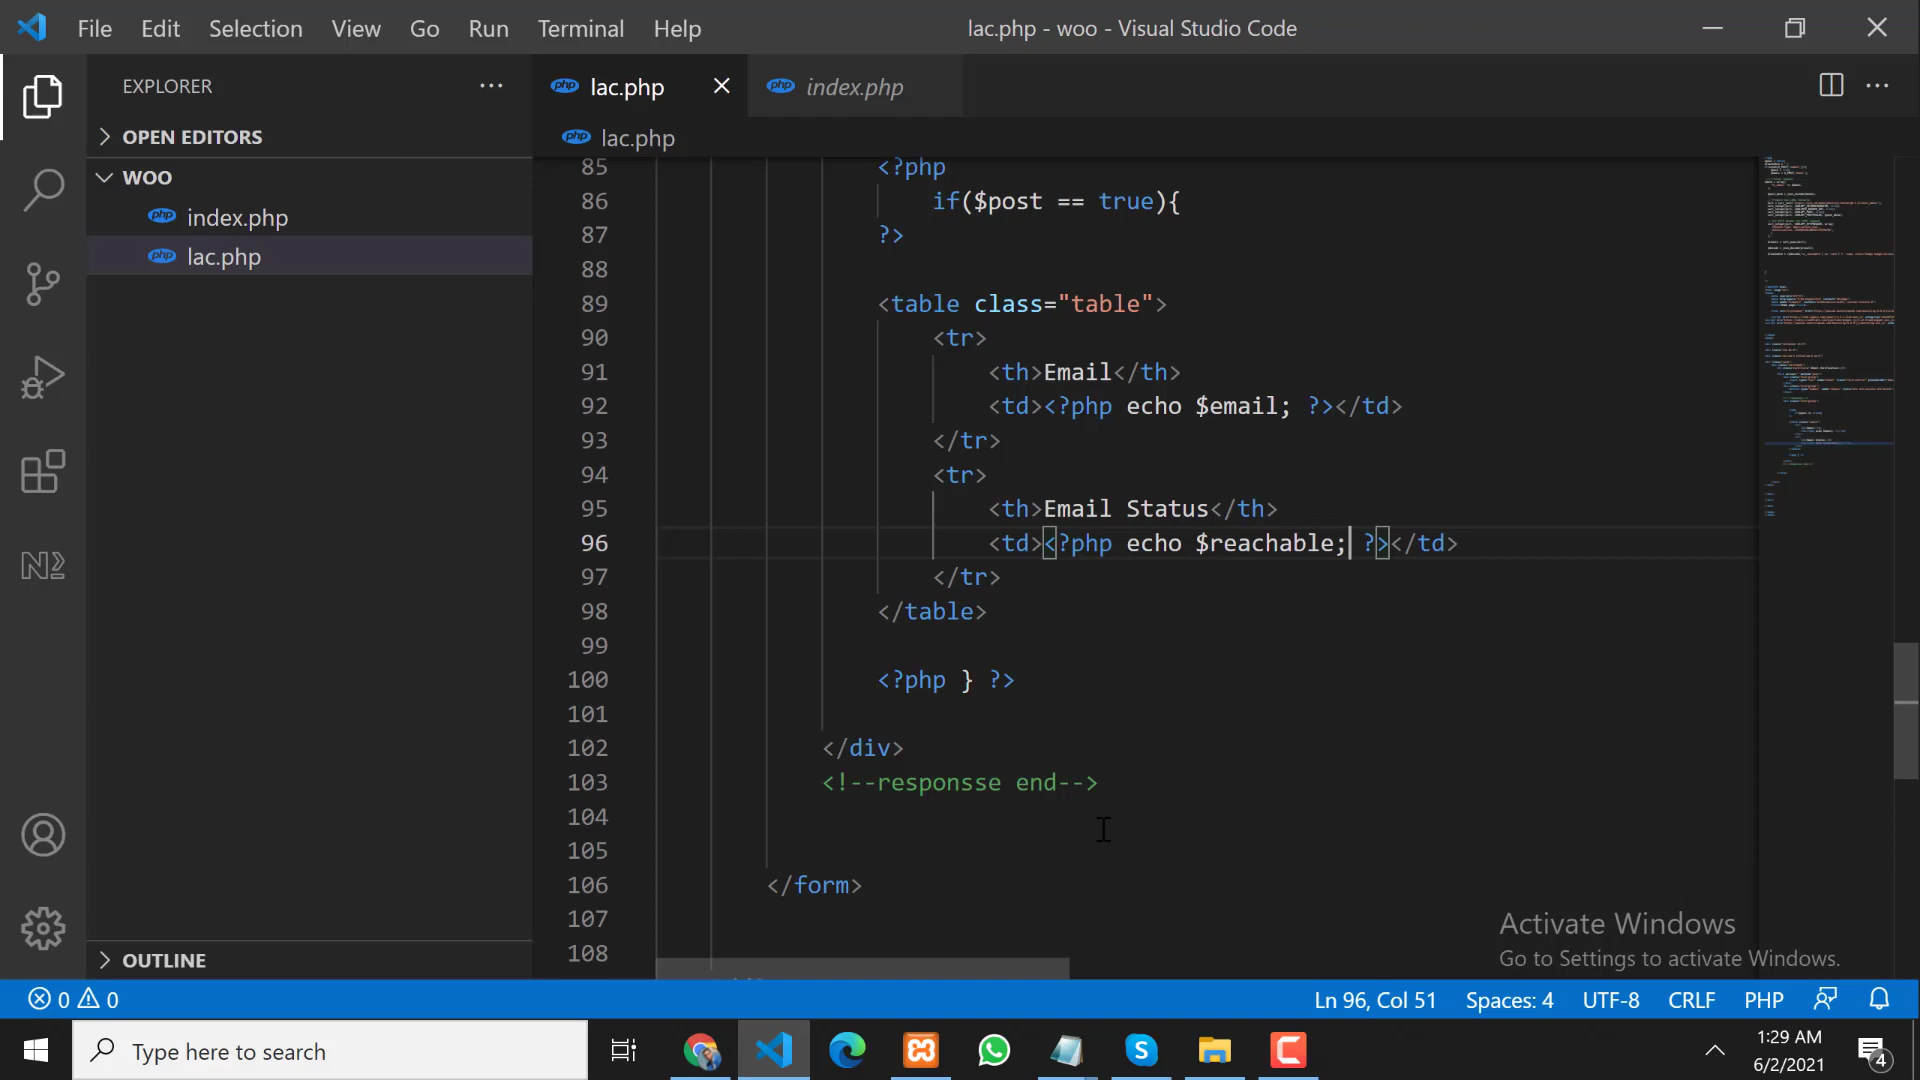 File Edit Selection View Go Run Terminal Help
lac.php - woo - Visual Studio Code
EXPLORER
OPEN EDITORS
WOO
php index.php
php lac.php
OUTLINE
php lac.php
php index.php
php lac.php
85 <?php
86 if($post == true){
87 ?>
88
89 <table class="table">
90 <tr>
91 <th>Email</th>
92 <td><?php echo $email; ?></td>
93 </tr>
94 <tr>
95 <th>Email Status</th>
96 <td><?php echo $reachable; ?></td>
97 </tr>
98 </table>
99
100 <?php } ?>
101
102 </div>
103 <!--responsse end-->
104
105
106 </form>
107
108
Activate Windows
Go to Settings to activate Windows.
0 0
Ln 96, Col 51 Spaces: 4 UTF-8 CRLF PHP
Type here to search
1:29 AM
6/2/2021
4